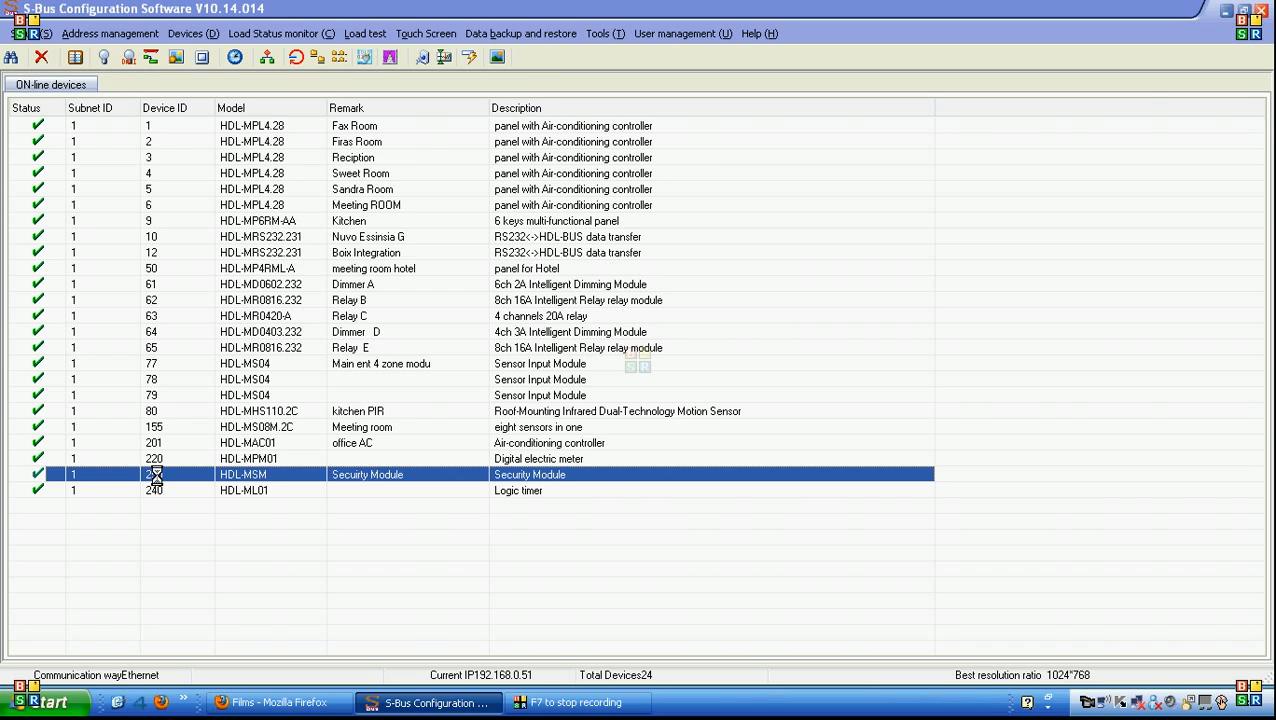 S-Bus Configuration Software V10.14.014
Address management Devices (D) Load Status monitor (C) Load test Touch Screen Data backup and restore Tools (T) User management (U) Help (H)
ON-line devices
Status Subnet ID Device ID Model Remark Description
1 1 HDL-MPL4.28 Fax Room panel with Air-conditioning controller
1 2 HDL-MPL4.28 Firas Room panel with Air-conditioning controller
1 3 HDL-MPL4.28 Reciption panel with Air-conditioning controller
1 4 HDL-MPL4.28 Sweet Room panel with Air-conditioning controller
1 5 HDL-MPL4.28 Sandra Room panel with Air-conditioning controller
1 6 HDL-MPL4.28 Meeting ROOM panel with Air-conditioning controller
1 9 HDL-MP6RM-AA Kitchen 6 keys multi-functional panel
1 10 HDL-MRS232.231 Nuvo Essinsia G RS232<->HDL-BUS data transfer
1 12 HDL-MRS232.231 Boix Integration RS232<->HDL-BUS data transfer
1 50 HDL-MP4RML-A meeting room hotel panel for Hotel
1 61 HDL-MD0602.232 Dimmer A 6ch 2A Intelligent Dimming Module
1 62 HDL-MR0816.232 Relay B 8ch 16A Intelligent Relay relay module
1 63 HDL-MR0420-A Relay C 4 channels 20A relay
1 64 HDL-MD0403.232 Dimmer D 4ch 3A Intelligent Dimming Module
1 65 HDL-MR0816.232 Relay E 8ch 16A Intelligent Relay relay module
1 77 HDL-MS04 Main ent 4 zone modu Sensor Input Module
1 78 HDL-MS04 Sensor Input Module
1 79 HDL-MS04 Sensor Input Module
1 80 HDL-MHS110.2C kitchen PIR Roof-Mounting Infrared Dual-Technology Motion Sensor
1 155 HDL-MS08M.2C Meeting room eight sensors in one
1 201 HDL-MAC01 office AC Air-conditioning controller
1 220 HDL-MPM01 Digital electric meter
1 HDL-MSM Secuirty Module Security Module
1 240 HDL-ML01 Logic timer
Communication wayEthernet Current IP192.168.0.51 Total Devices24 Best resolution ratio 1024*768
Films - Mozilla Firefox S-Bus Configuration ... F7 to stop recording